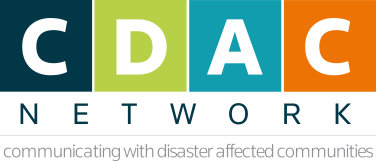 CDAC
NETWORK
communicating with disaster affected communities